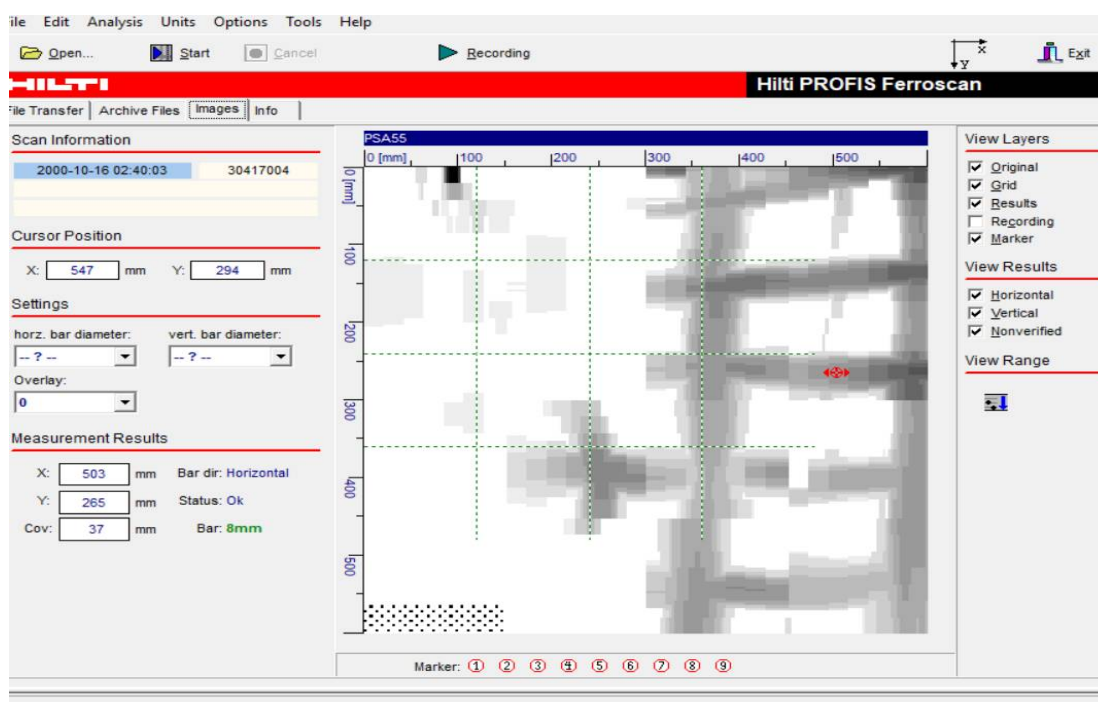 ile Edit Analysis Units Options Tools Help
Open... Start Cancel Recording x Y Exit
HILTI Hilti PROFIS Ferroscan
File Transfer Archive Files Images Info
Scan Information
2000-10-16 02:40:03 30417004
Cursor Position
X: 547 mm Y: 294 mm
Settings
horz. bar diameter: vert. bar diameter:
-- ? -- -- ? --
Overlay:
0
Measurement Results
X: 503 mm Bar dir: Horizontal
Y: 265 mm Status: Ok
Cov: 37 mm Bar: 8mm
PSA55
0 [mm] 100 200 300 400 500
0 [mm]
100
200
300
400
500
Marker: 1 2 3 4 5 6 7 8 9
View Layers
Original
Grid
Results
Recording
Marker
View Results
Horizontal
Vertical
Nonverified
View Range